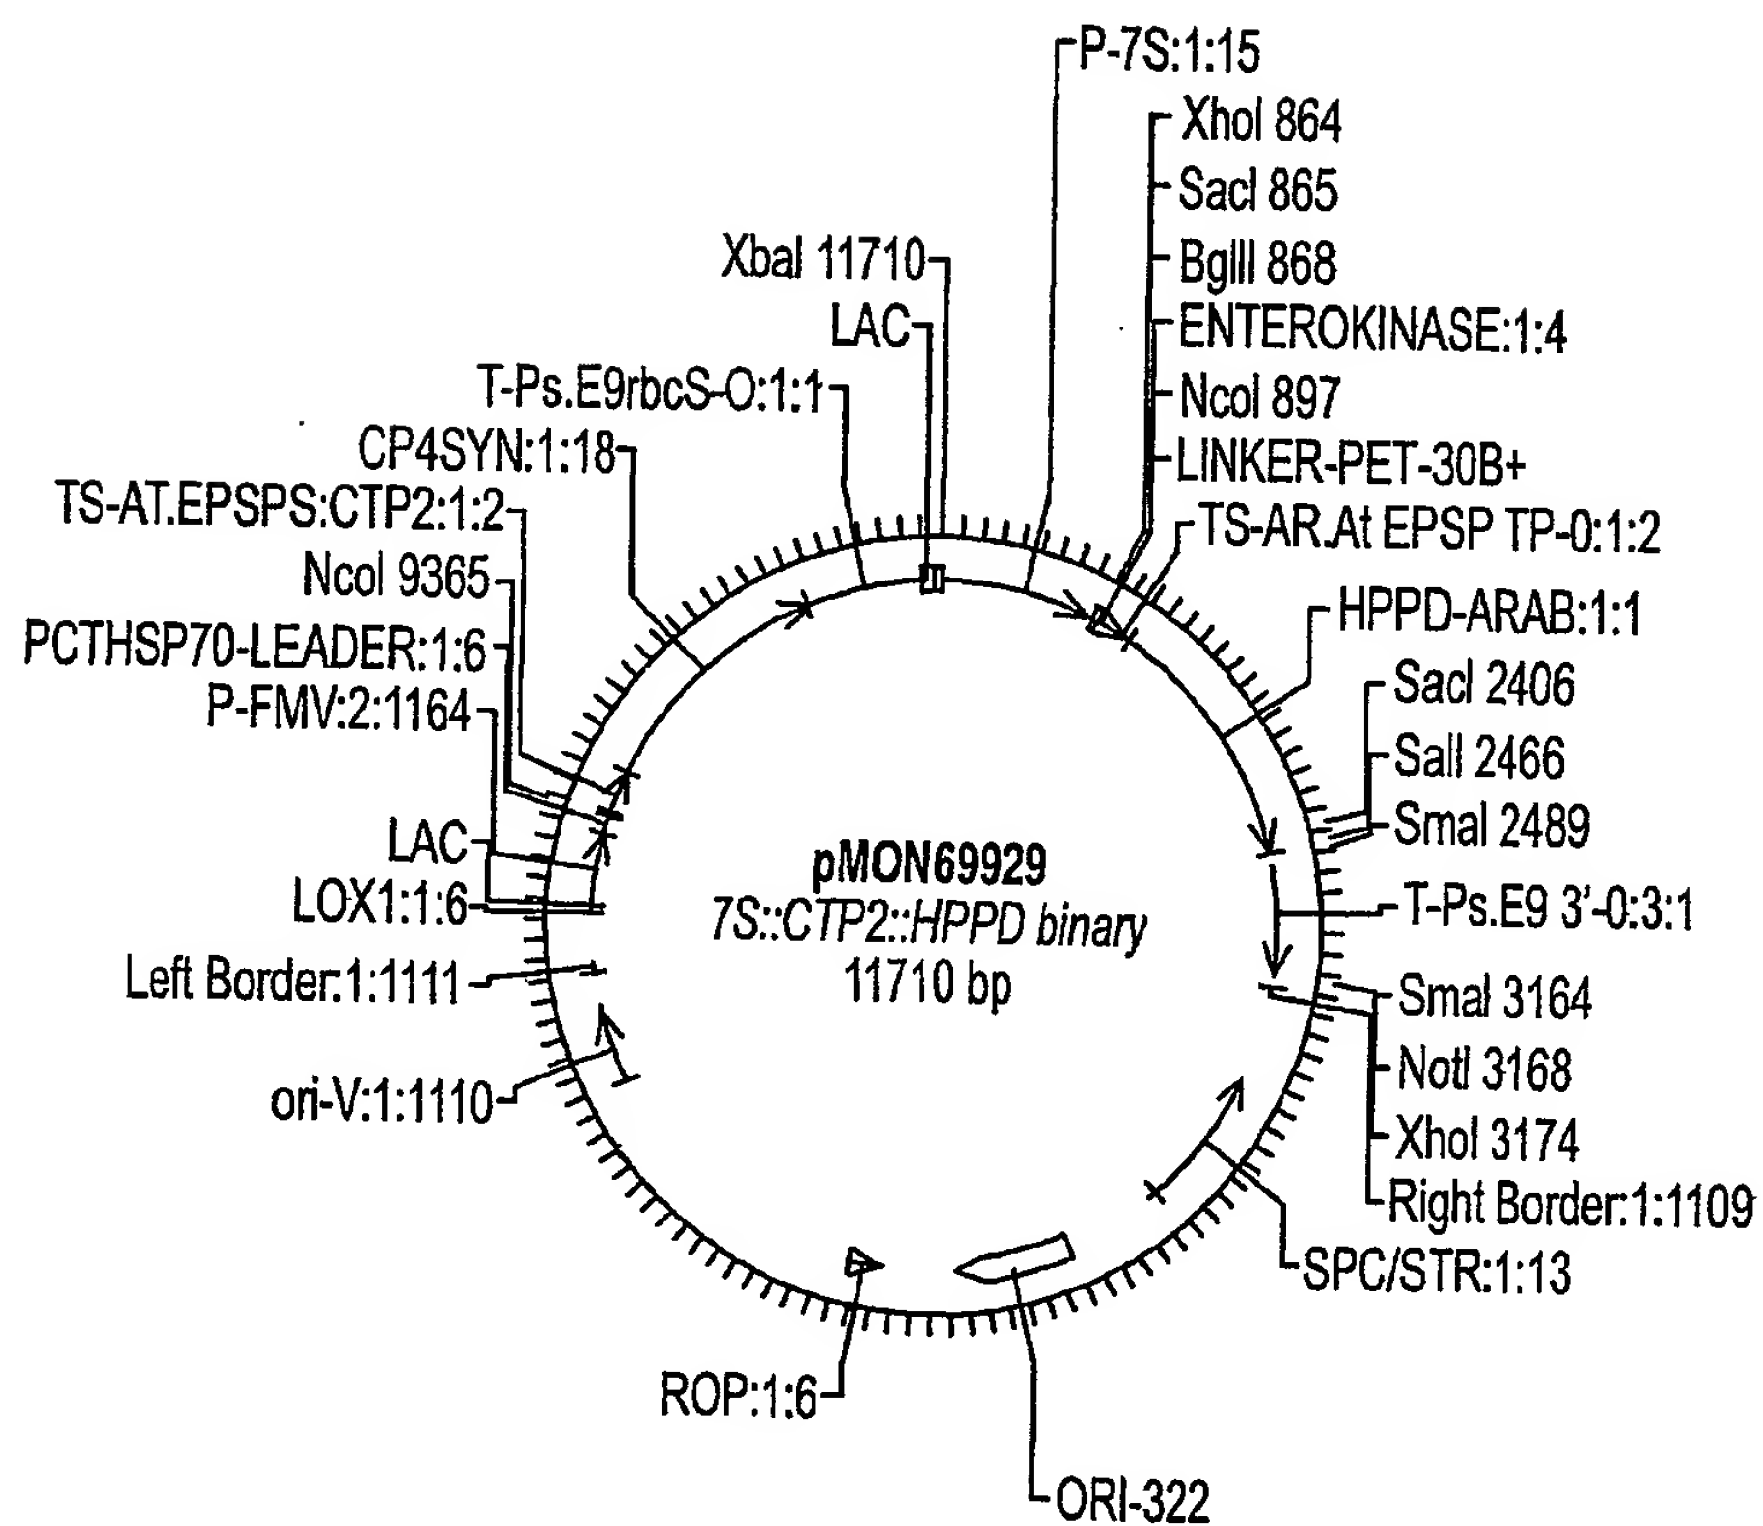 P-7S:1:15
XhoI 864
SacI 865
BglII 868
ENTEROKINASE:1:4
NcoI 897
LINKER-PET-30B+
TS-AR.At EPSP TP-0:1:2
HPPD-ARAB:1:1
SacI 2406
SalI 2466
SmaI 2489
T-Ps.E9 3'-0:3:1
SmaI 3164
NotI 3168
XhoI 3174
Right Border:1:1109
SPC/STR:1:13
ORI-322
ROP:1:6
ori-V:1:1110
Left Border:1:1111
LOX1:1:6
LAC
P-FMV:2:1164
PCTHSP70-LEADER:1:6
NcoI 9365
TS-AT.EPSPS:CTP2:1:2
CP4SYN:1:18
T-Ps.E9rbcS-O:1:1
LAC
XbaI 11710
pMON69929
7S::CTP2::HPPD binary
11710 bp